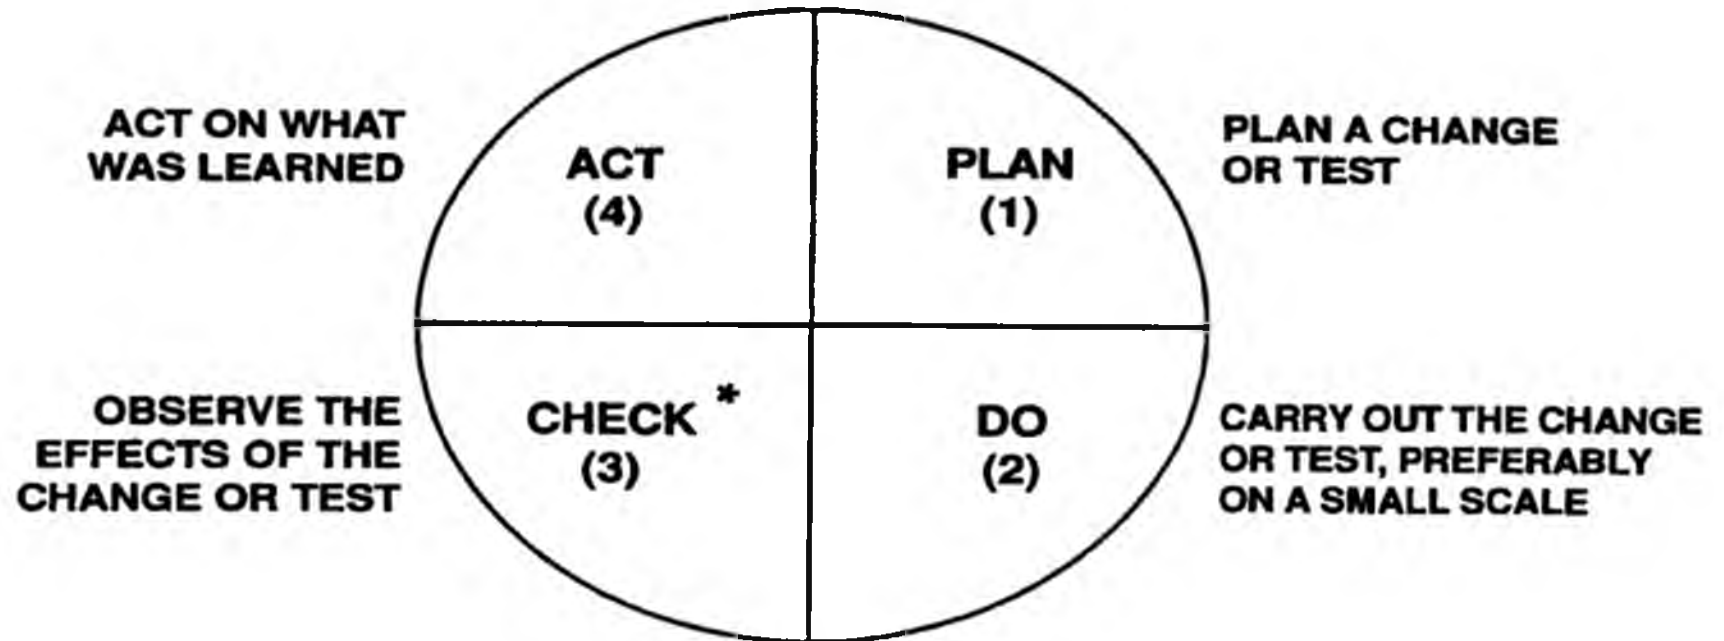 ACT ON WHAT
WAS LEARNED
ACT
(4)
PLAN
(1)
PLAN A CHANGE
OR TEST
OBSERVE THE
EFFECTS OF THE
CHANGE OR TEST
CHECK *
(3)
DO
(2)
CARRY OUT THE CHANGE
OR TEST, PREFERABLY
ON A SMALL SCALE